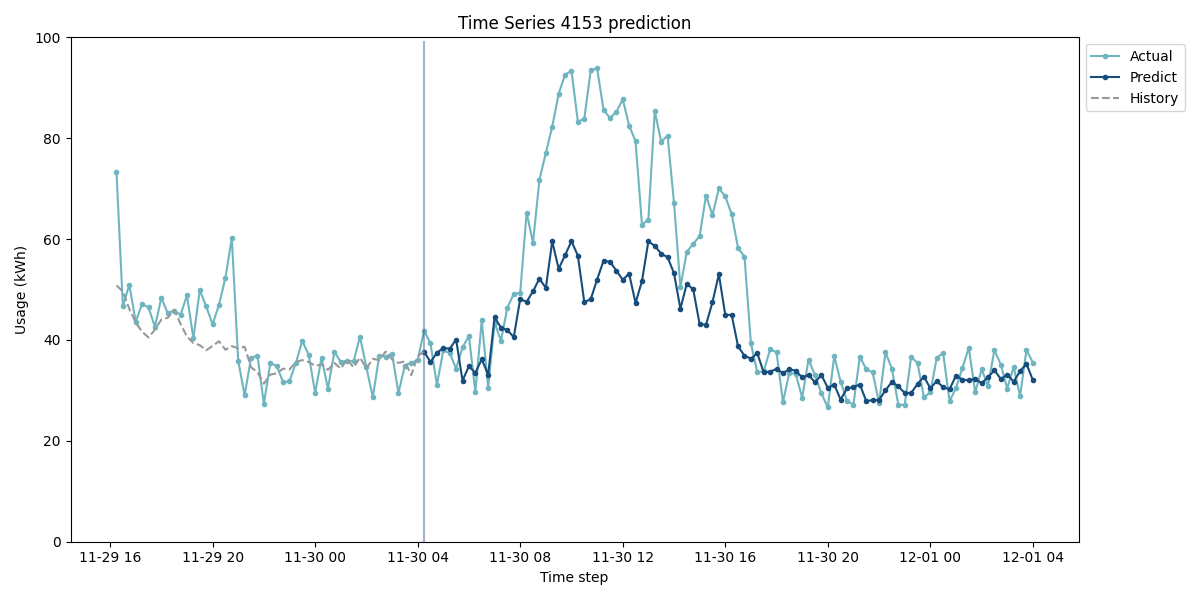 Time Series 4153 prediction
Actual
Predict
History
Usage (kWh)
100
80
60
40
20
0
11-29 16
11-29 20
11-30 00
11-30 04
11-30 08
11-30 12
11-30 16
11-30 20
12-01 00
12-01 04
Time step